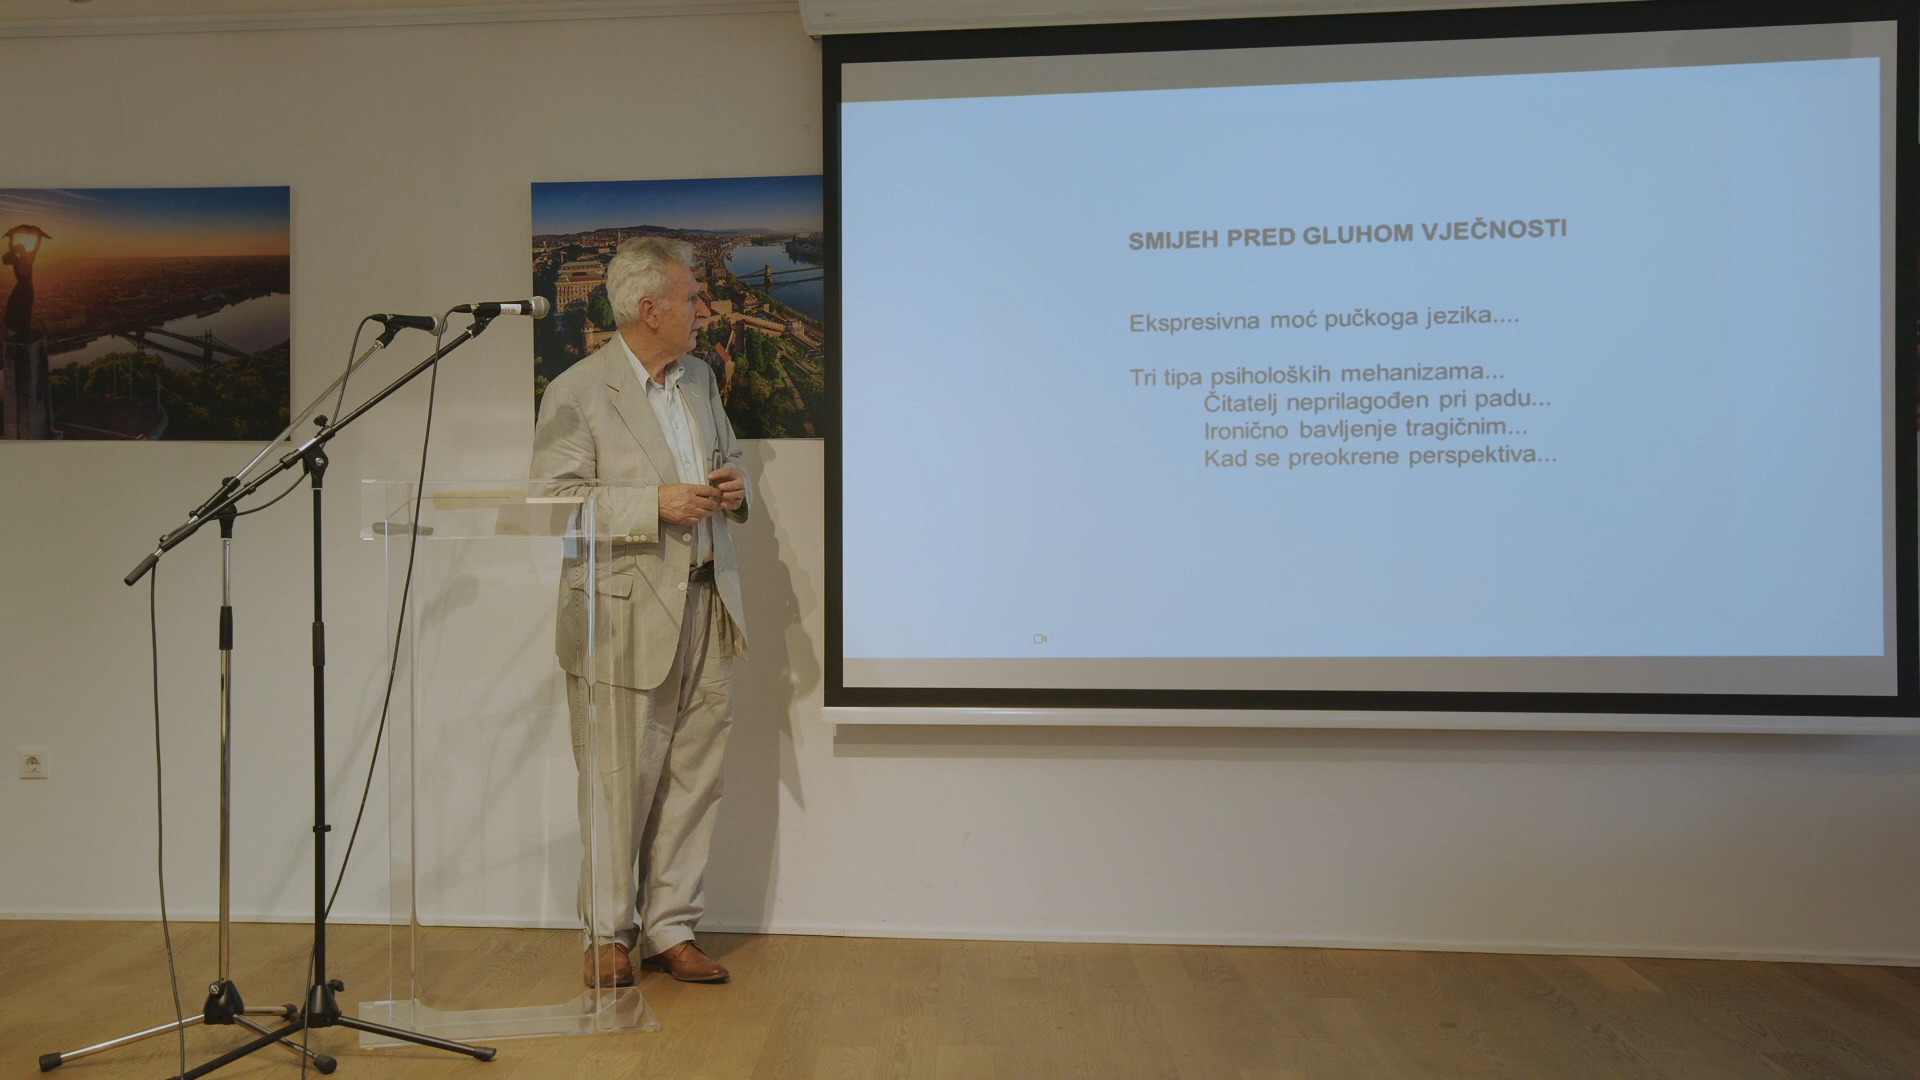 SMIJEH PRED GLUHOM VJEČNOSTI
Ekspresivna moć pučkoga jezika....
Tri tipa psiholoških mehanizama...
Čitatelj neprilagođen pri padu...
Ironično bavljenje tragičnim...
Kad se preokrene perspektiva...